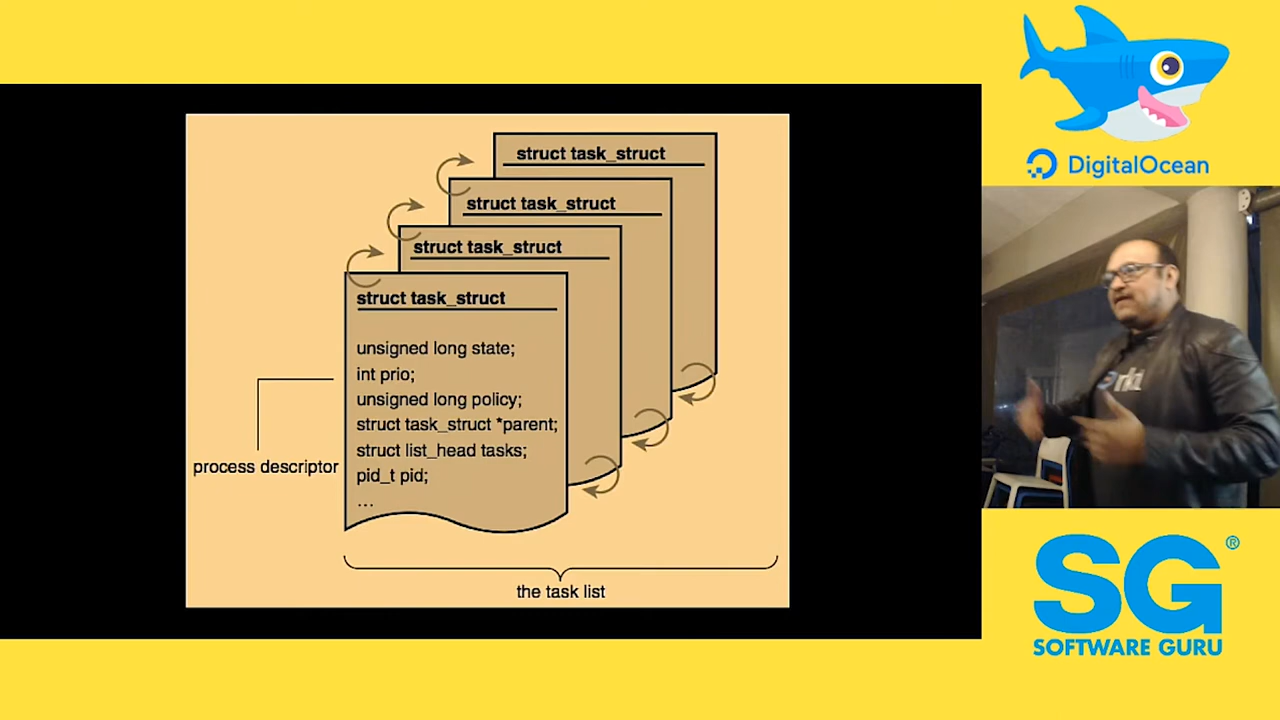 struct task_struct
struct task_struct
struct task_struct
struct task_struct
unsigned long state;
int prio;
unsigned long policy;
struct task_struct *parent;
struct list_head tasks;
pid_t pid;
...
process descriptor
the task list
DigitalOcean
SG®
SOFTWARE GURU